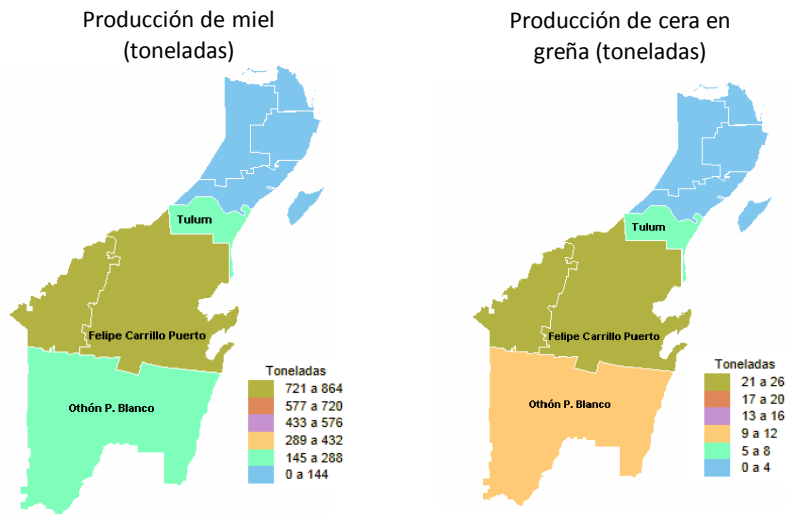 Producción de miel
(toneladas)
Tulum
Felipe Carrillo Puerto
Othón P. Blanco
Toneladas
721 a 864
577 a 720
433 a 576
289 a 432
145 a 288
0 a 144
Producción de cera en
greña (toneladas)
Tulum
Felipe Carrillo Puerto
Othón P. Blanco
Toneladas
21 a 26
17 a 20
13 a 16
9 a 12
5 a 8
0 a 4